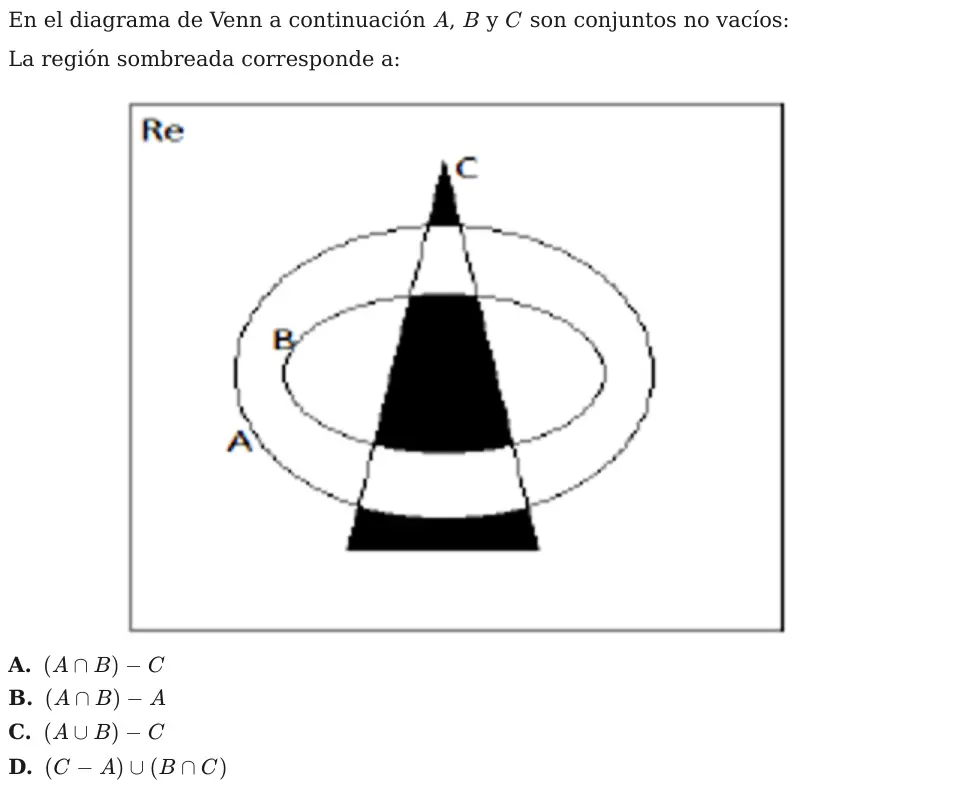 En el diagrama de Venn a continuación A, B y C son conjuntos no vacíos:
La región sombreada corresponde a:
Re
C
B
A
A. (A ∩ B) − C
B. (A ∩ B) − A
C. (A ∪ B) − C
D. (C − A) ∪ (B ∩ C)